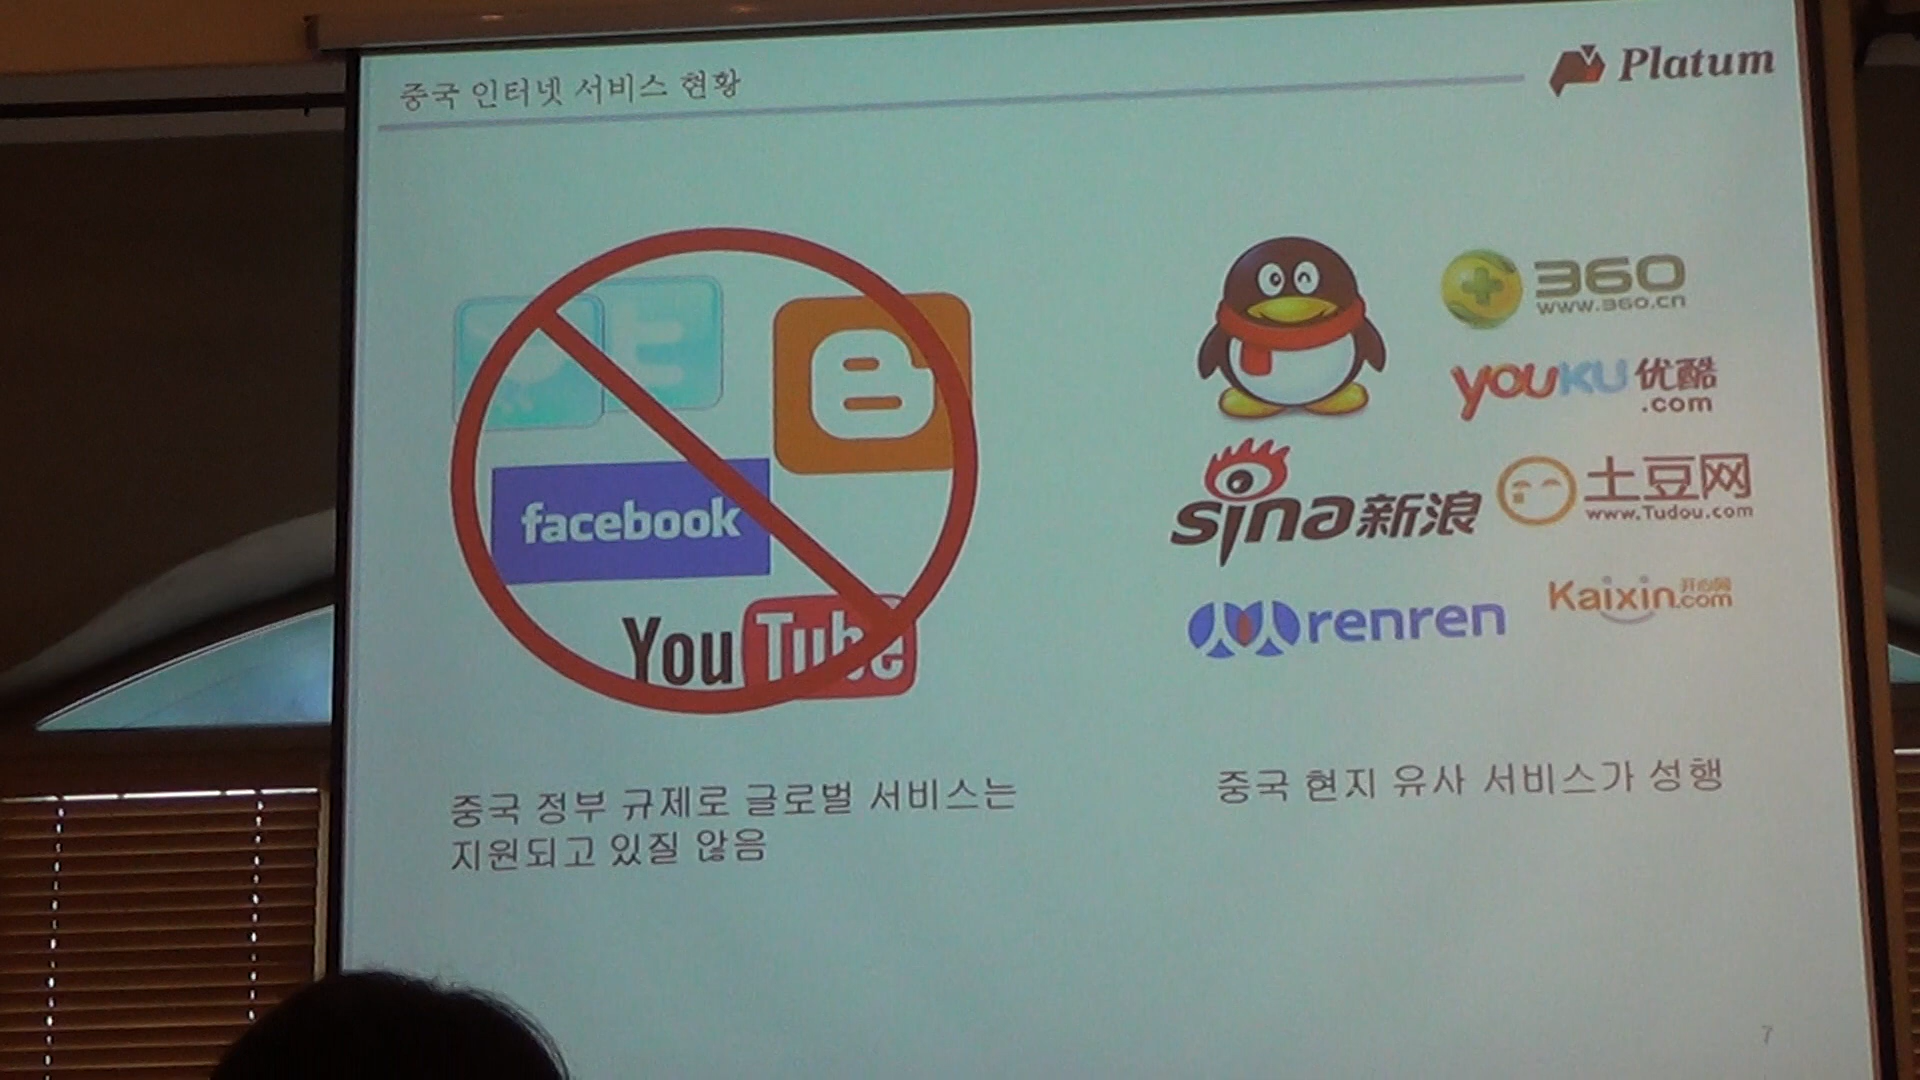 중국 인터넷 서비스 현황
Platum
facebook
YouTube
360
www.360.cn
youku 优酷
.com
sina新浪
土豆网
www.Tudou.com
renren
Kaixin 开心网
.com
중국 정부 규제로 글로벌 서비스는
지원되고 있질 않음
중국 현지 유사 서비스가 성행
7